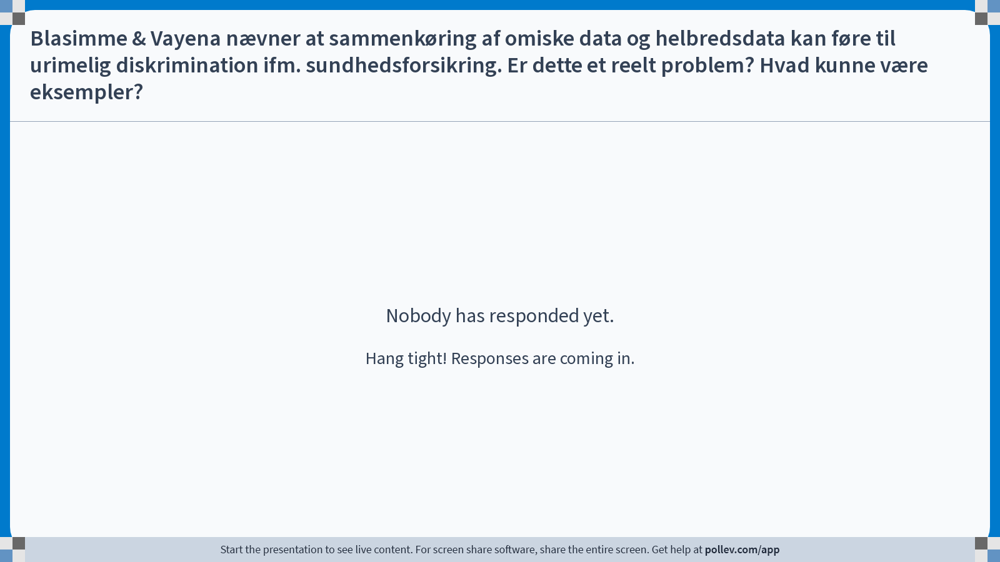 Blasimme & Vayena nævner at sammenkøring af omiske data og helbredsdata kan føre til
urimelig diskrimination ifm. sundhedsforsikring. Er dette et reelt problem? Hvad kunne være
eksempler?
Nobody has responded yet.
Hang tight! Responses are coming in.
Start the presentation to see live content. For screen share software, share the entire screen. Get help at pollev.com/app